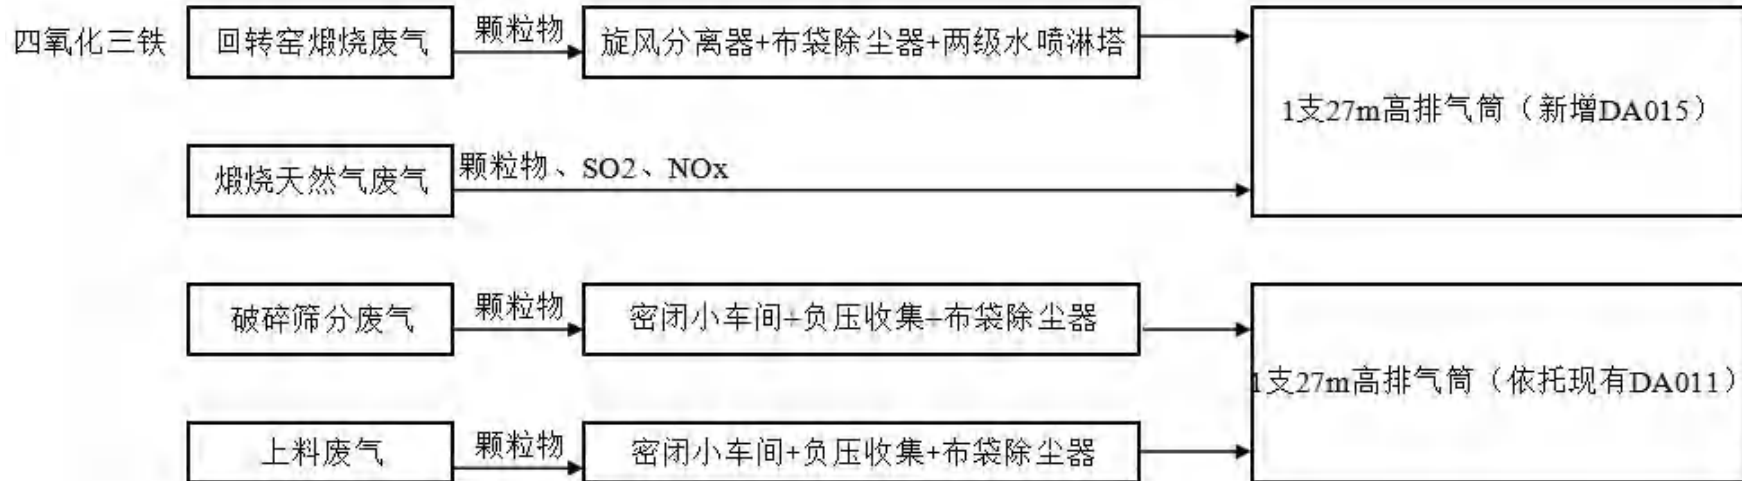 四氧化三铁
回转窑煅烧废气
颗粒物
旋风分离器+布袋除尘器+两级水喷淋塔
1支27m高排气筒（新增DA015）
煅烧天然气废气
颗粒物、SO2、NOx
破碎筛分废气
颗粒物
密闭小车间+负压收集+布袋除尘器
1支27m高排气筒（依托现有DA011）
上料废气
颗粒物
密闭小车间+负压收集+布袋除尘器